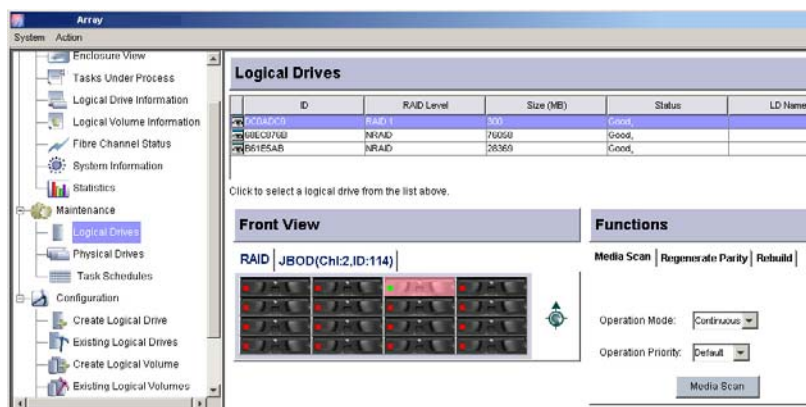 Array
System Action
Enclosure View
Tasks Under Process
Logical Drive Information
Logical Volume Information
Fibre Channel Status
System Information
Statistics
Maintenance
Logical Drives
Physical Drives
Task Schedules
Configuration
Create Logical Drive
Existing Logical Drives
Create Logical Volume
Existing Logical Volumes
Logical Drives
ID RAID Level Size (MB) Status LD Name
RAID 1 300 Good,
NRAID 76058 Good,
B61E5AB NRAID 28369 Good,
Click to select a logical drive from the list above.
Front View
RAID JBOD(Chl:2,ID:114)
Functions
Media Scan Regenerate Parity Rebuild
Operation Mode: Continuous
Operation Priority: Default
Media Scan